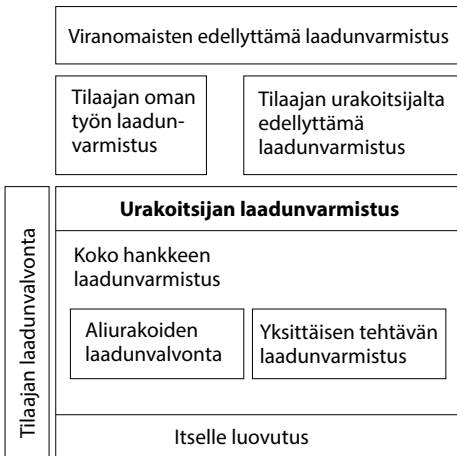 Viranomaisten edellyttämä laadunvarmistus
Tilaajan oman
työn laadun-
varmistus
Tilaajan urakoitsijalta
edellyttämä
laadunvarmistus
Tilaajan laadunvalvonta
Urakoitsijan laadunvarmistus
Koko hankkeen
laadunvarmistus
Aliurakoiden
laadunvalvonta
Yksittäisen tehtävän
laadunvarmistus
Itselle luovutus